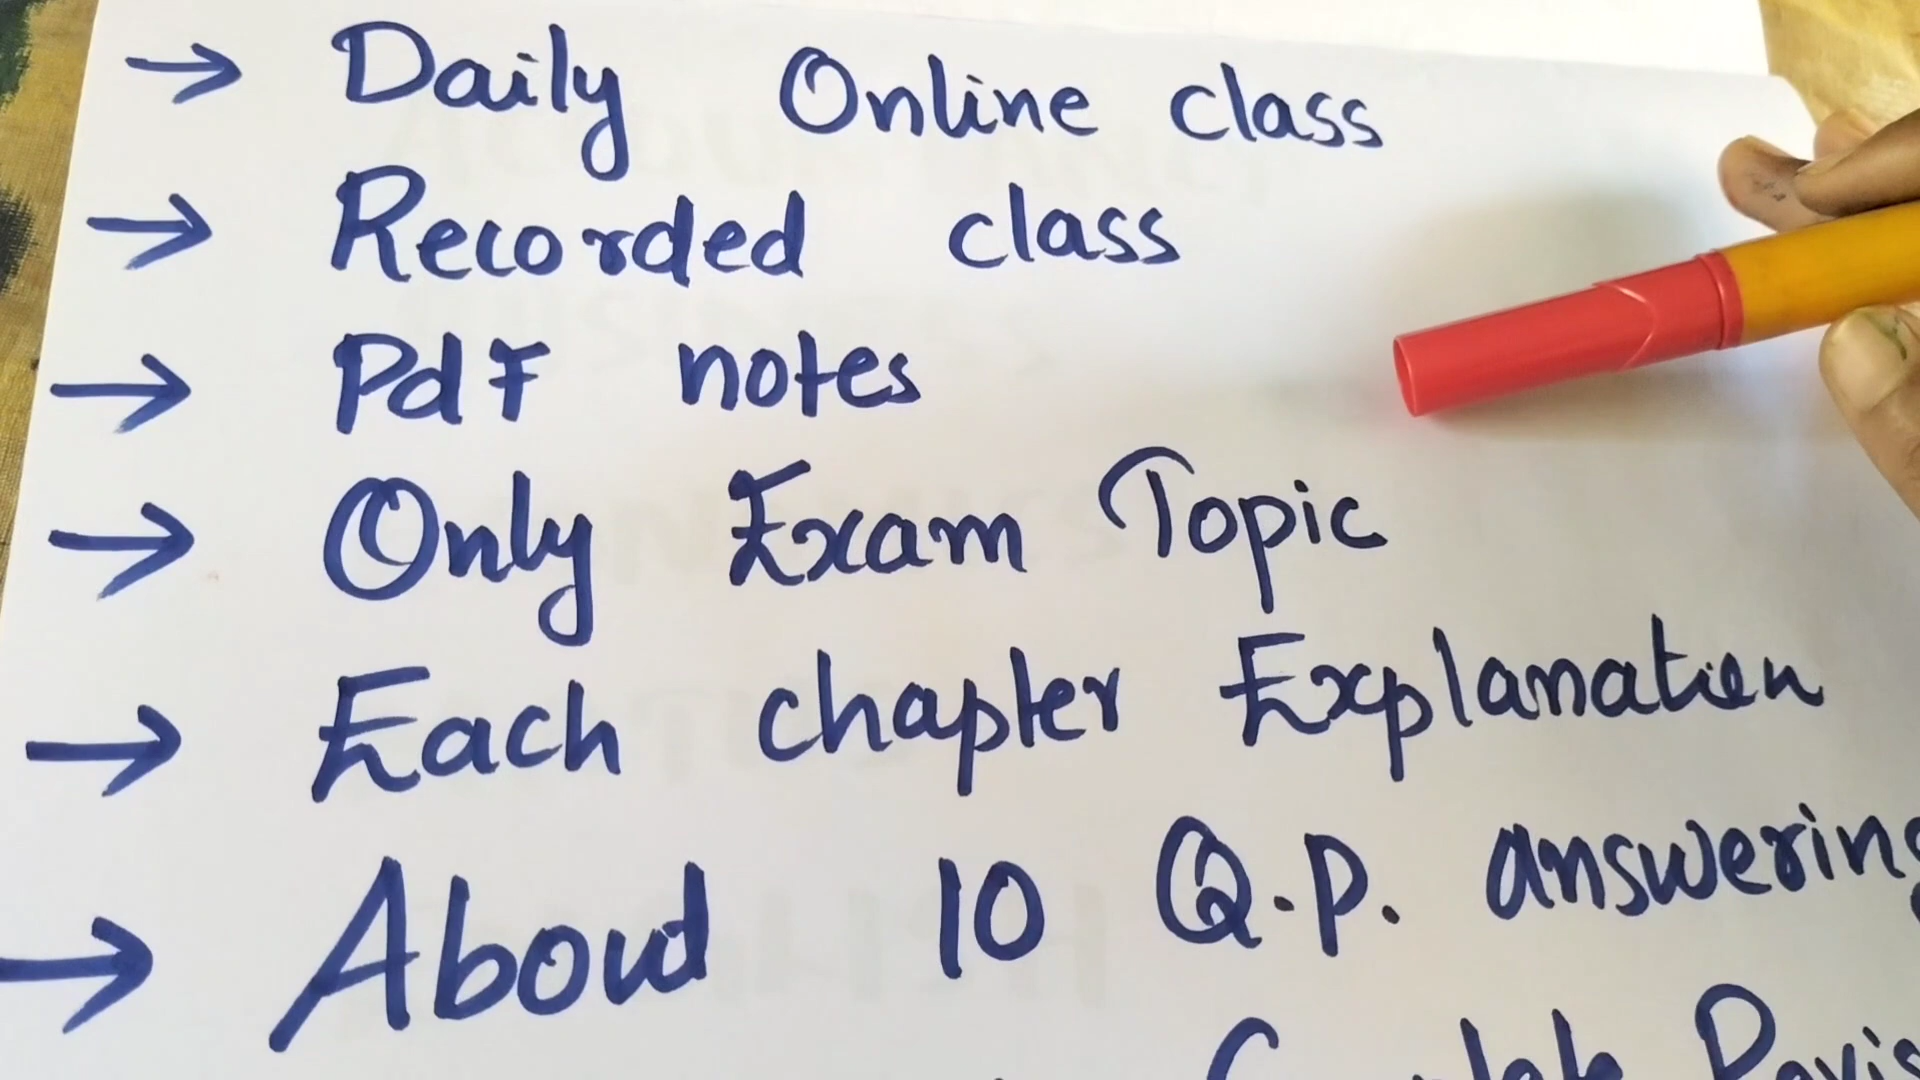 → Daily Online class
→ Recorded class
→ Pdf notes
→ Only Exam Topic
→ Each chapter Explanation
→ About 10 Q.P. answering